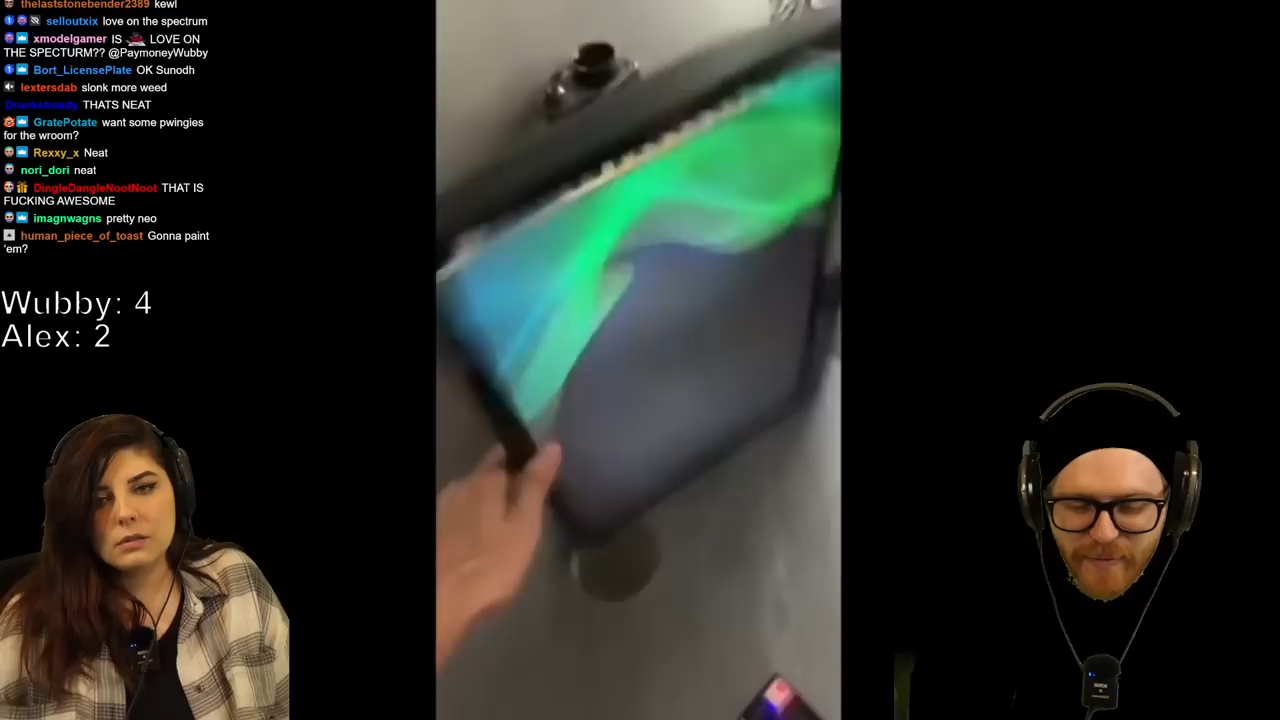 thelaststonebender2389 kewl
selloutxix love on the spectrum
xmodelgamer IS LOVE ON
THE SPECTURM?? @PaymoneyWubby
Bort_LicensePlate OK Sunodh
lextersdab slonk more weed
THATS NEAT
GratePotate want some pwingies
for the wroom?
Rexxy_x Neat
nori_dori neat
DingleDangleNootNoot THAT IS
FUCKING AWESOME
imagnwagns pretty neo
human_piece_of_toast Gonna paint
'em?
Wubby: 4
Alex: 2